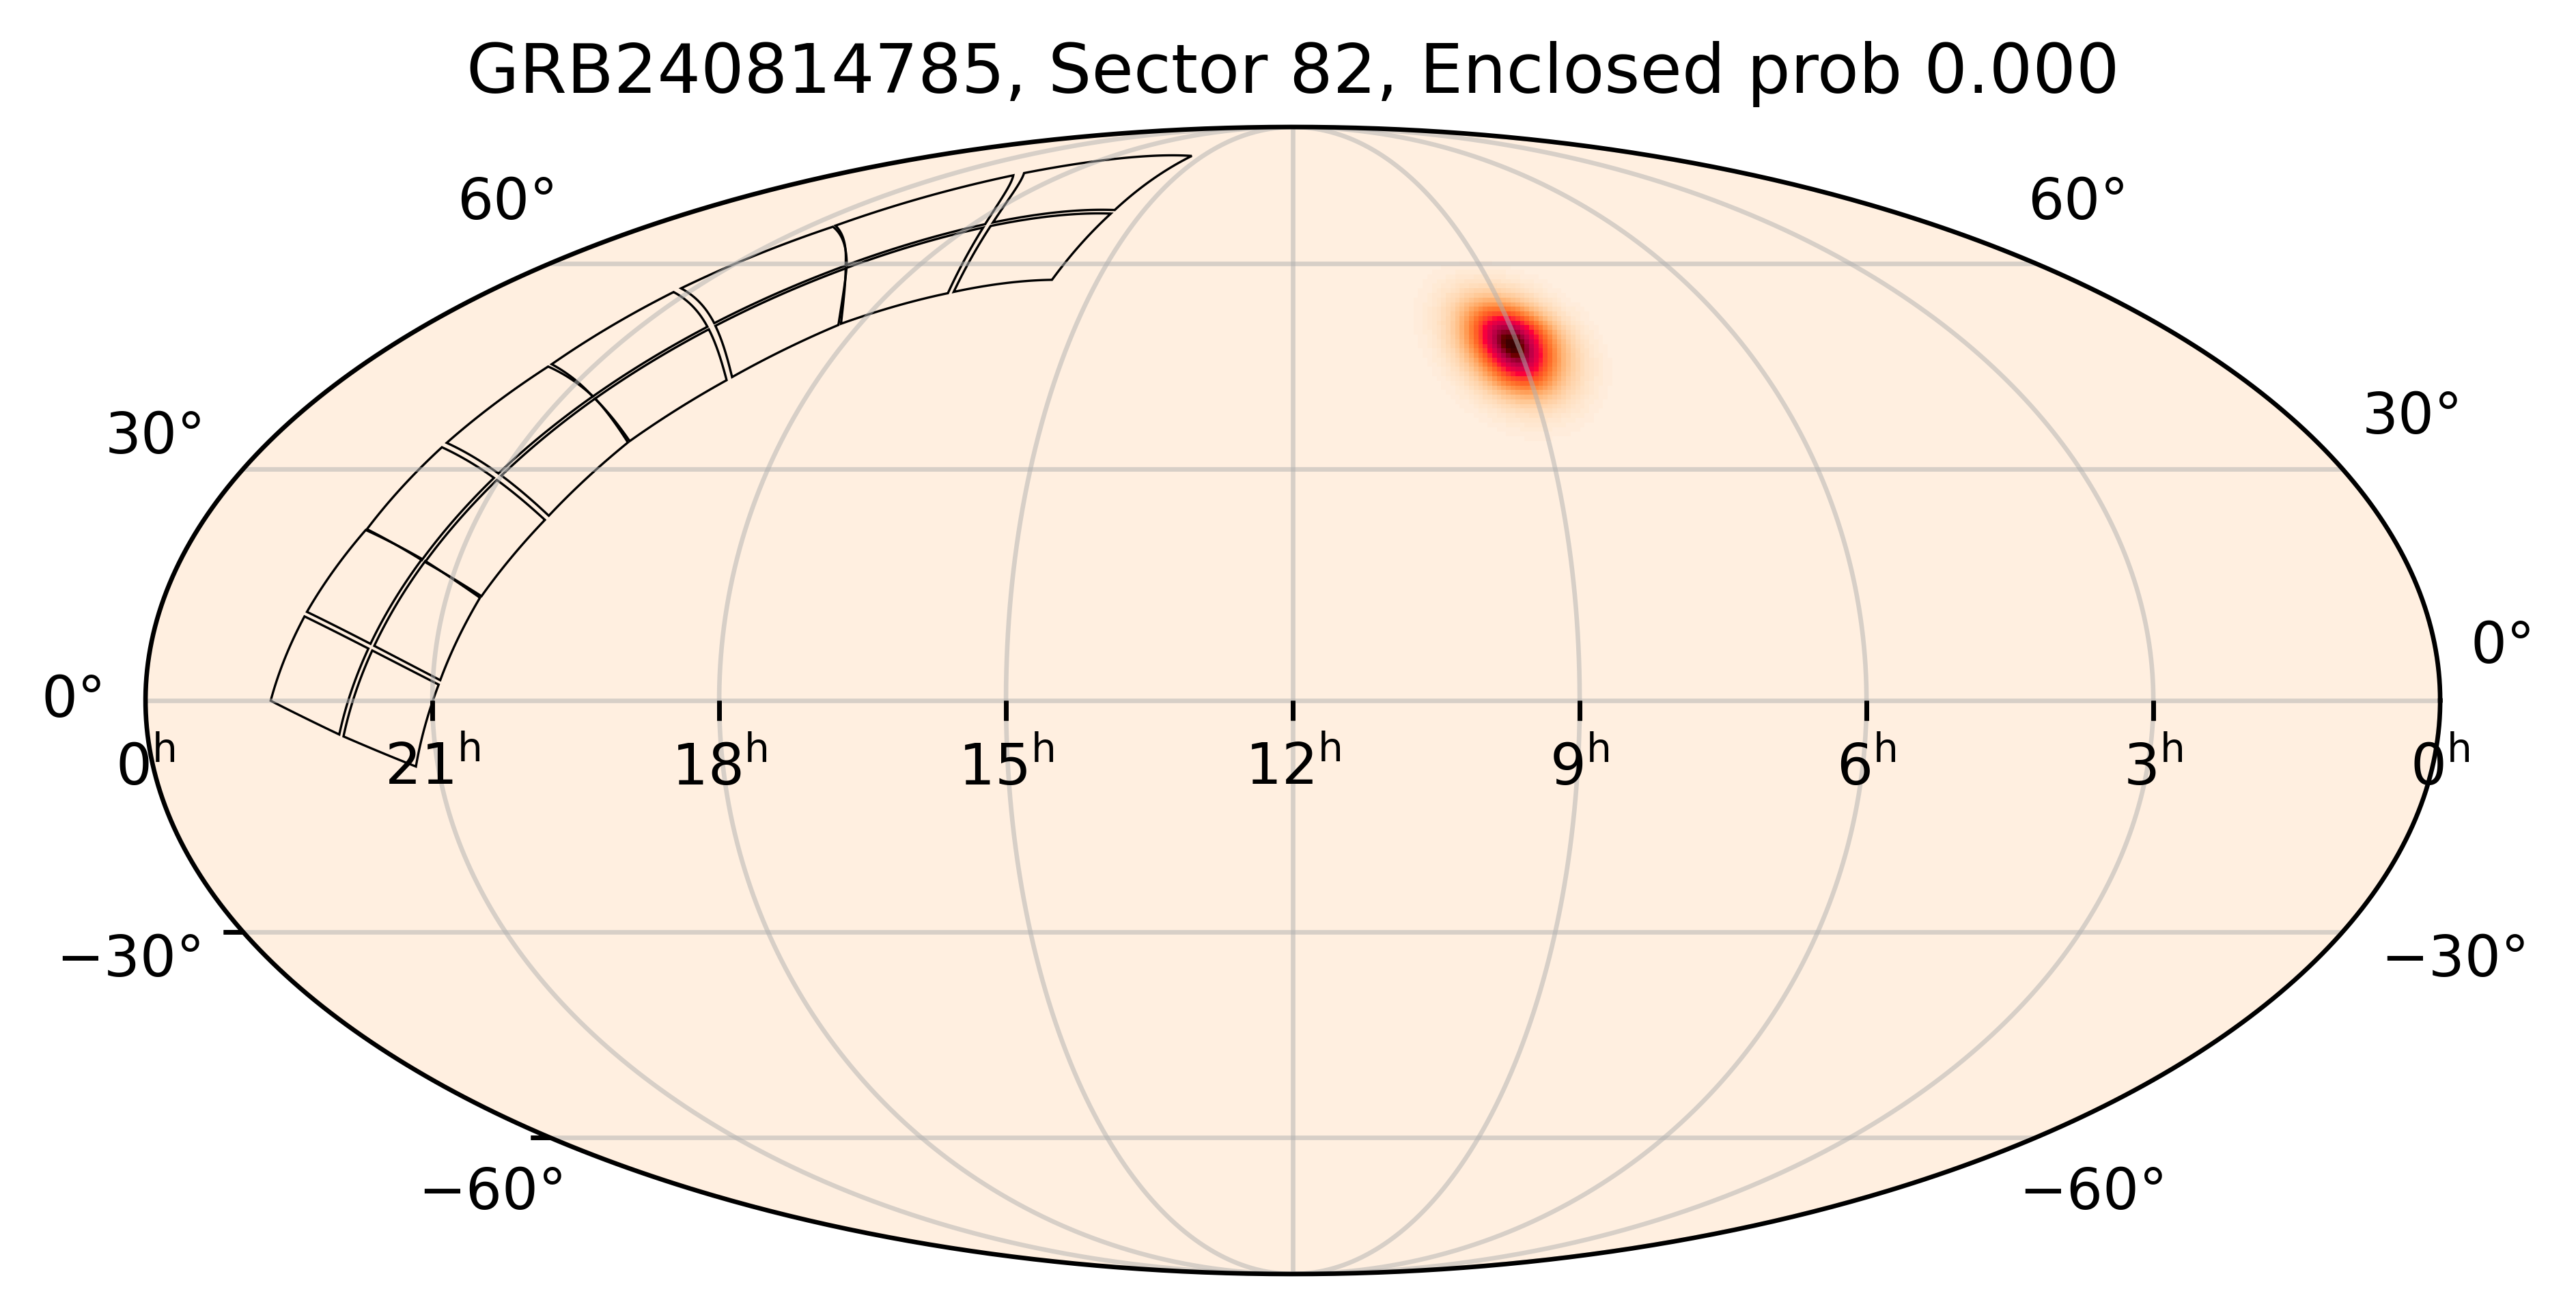 GRB240814785, Sector 82, Enclosed prob 0.000
60° 60°
30° 30°
0° 0°
0ʰ 21ʰ 18ʰ 15ʰ 12ʰ 9ʰ 6ʰ 3ʰ 0ʰ
−30° −30°
−60° −60°